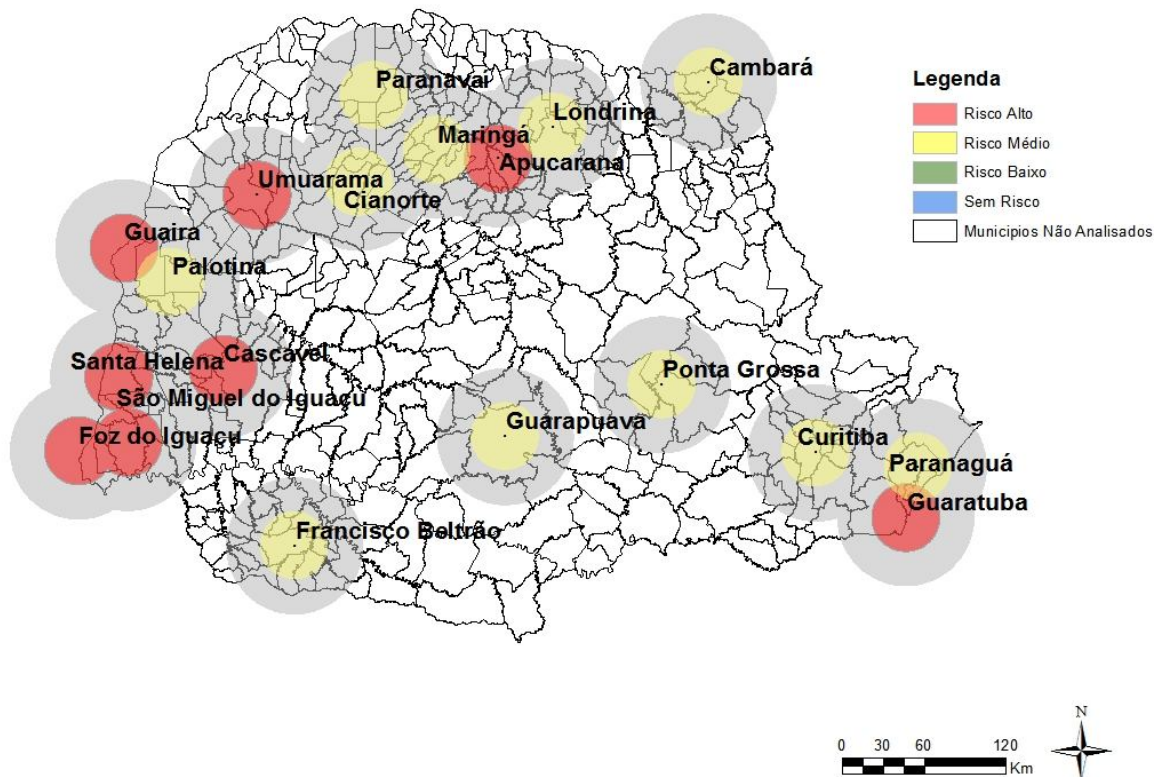 Paranavaí
Cambará
Londrina
Maringá
Apucarana
Umuarama
Cianorte
Guaira
Palotina
Santa Helena
Cascavel
São Miguel do Iguaçu
Foz do Iguaçu
Ponta Grossa
Guarapuava
Curitiba
Paranaguá
Guaratuba
Francisco Beltrão
Legenda
Risco Alto
Risco Médio
Risco Baixo
Sem Risco
Municipios Não Analisados
N
0 30 60 120
Km